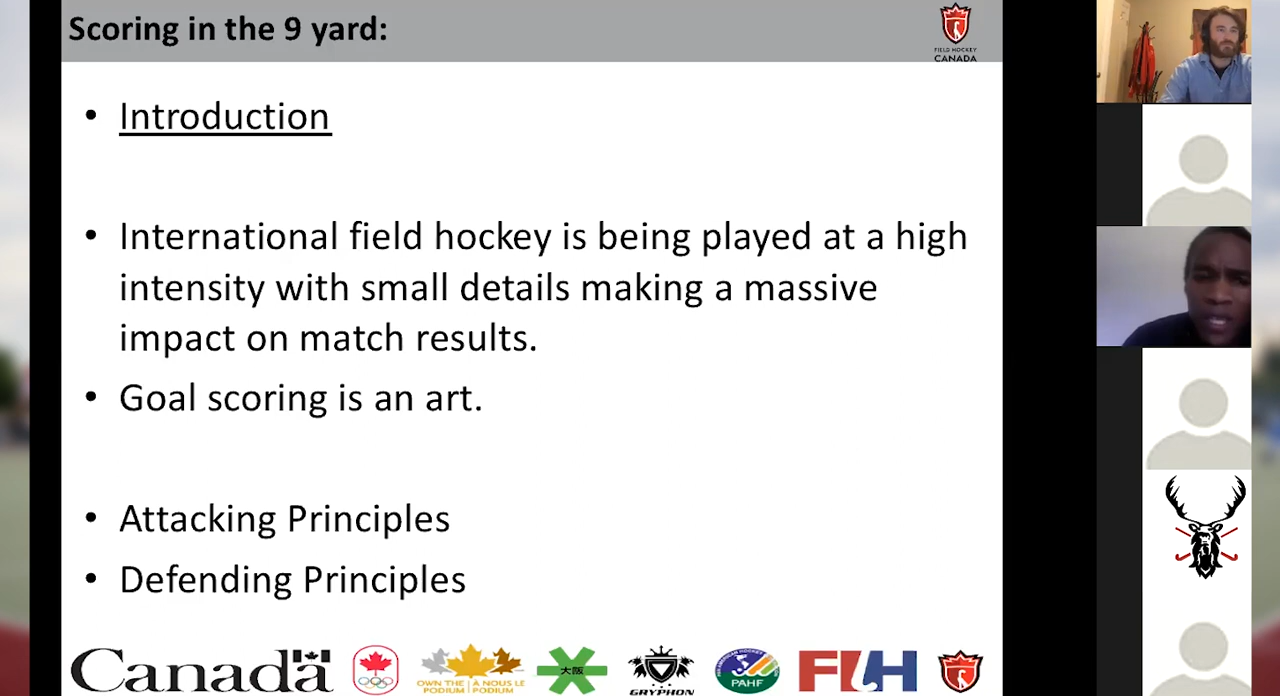 Scoring in the 9 yard:
FIELD HOCKEY
CANADA
Introduction
International field hockey is being played at a high
intensity with small details making a massive
impact on match results.
Goal scoring is an art.
Attacking Principles
Defending Principles
Canada
OWN THE PODIUM
À NOUS LE PODIUM
大阪
GRYPHON
PAHF
FIH